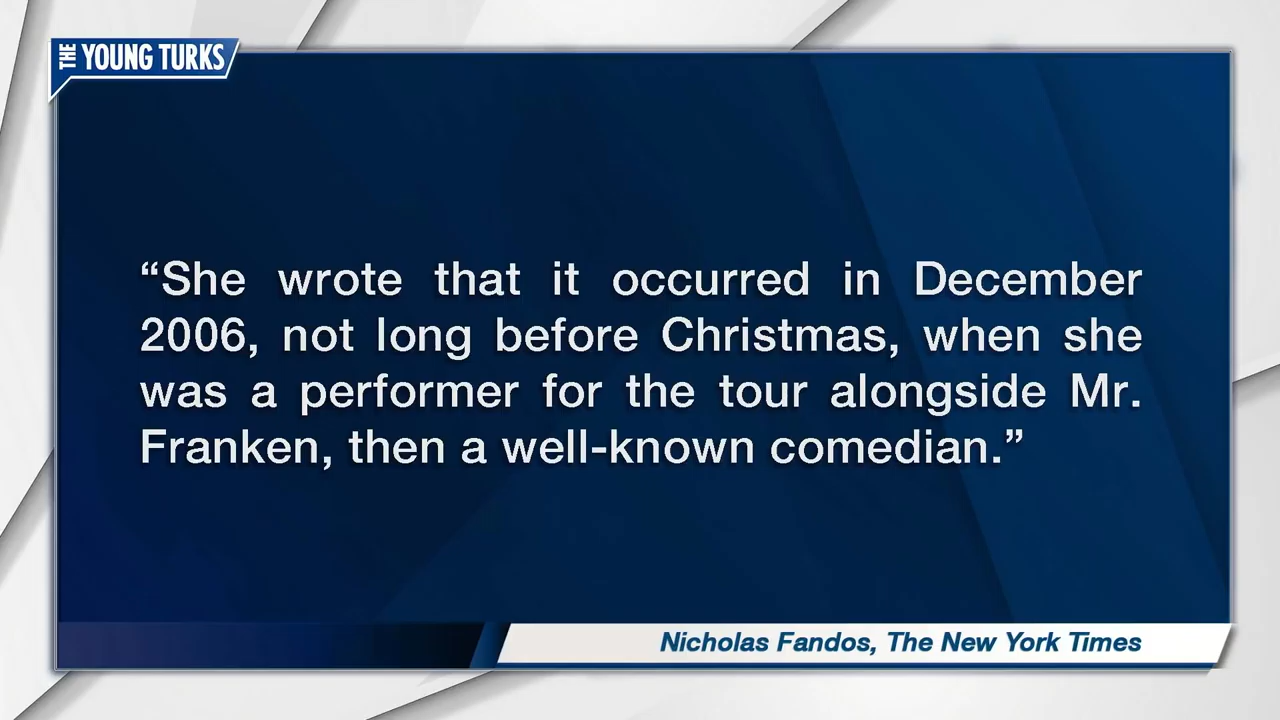 THE YOUNG TURKS
“She wrote that it occurred in December
2006, not long before Christmas, when she
was a performer for the tour alongside Mr.
Franken, then a well-known comedian.”
Nicholas Fandos, The New York Times